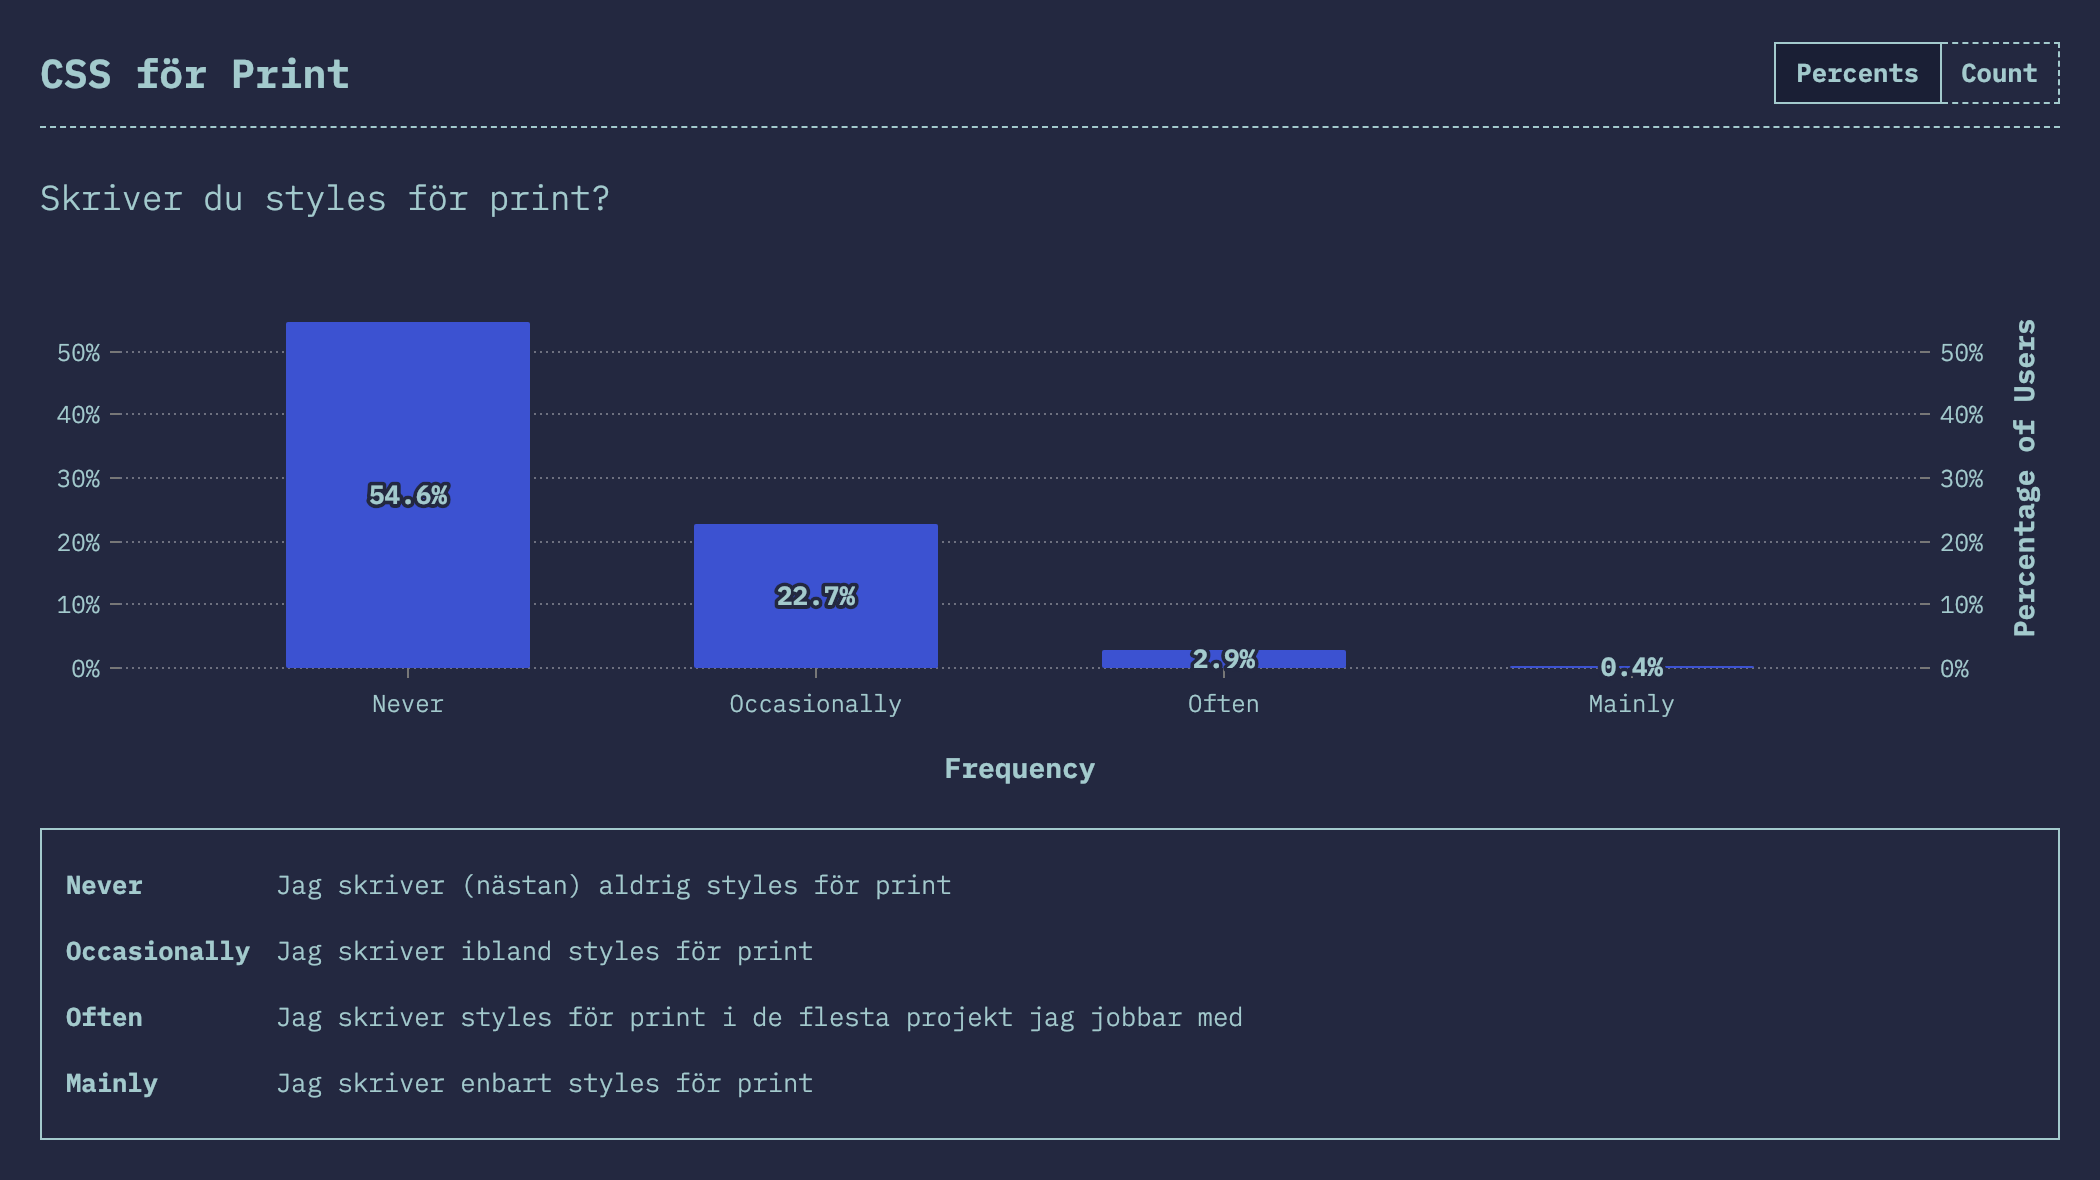 CSS för Print
Percents Count
Skriver du styles för print?
50% 50%
40% 40%
30% 30%
20% 20%
10% 10%
0% 0%
54.6%
22.7%
2.9%
0.4%
Percentage of Users
Never Occasionally Often Mainly
Frequency
Never Jag skriver (nästan) aldrig styles för print
Occasionally Jag skriver ibland styles för print
Often Jag skriver styles för print i de flesta projekt jag jobbar med
Mainly Jag skriver enbart styles för print